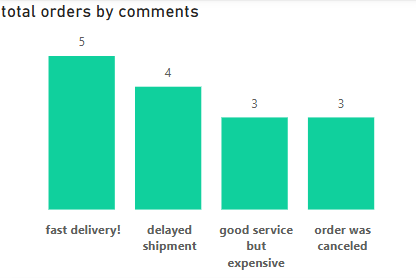 total orders by comments
5
4
3
3
fast delivery!
delayed
shipment
good service
but
expensive
order was
canceled